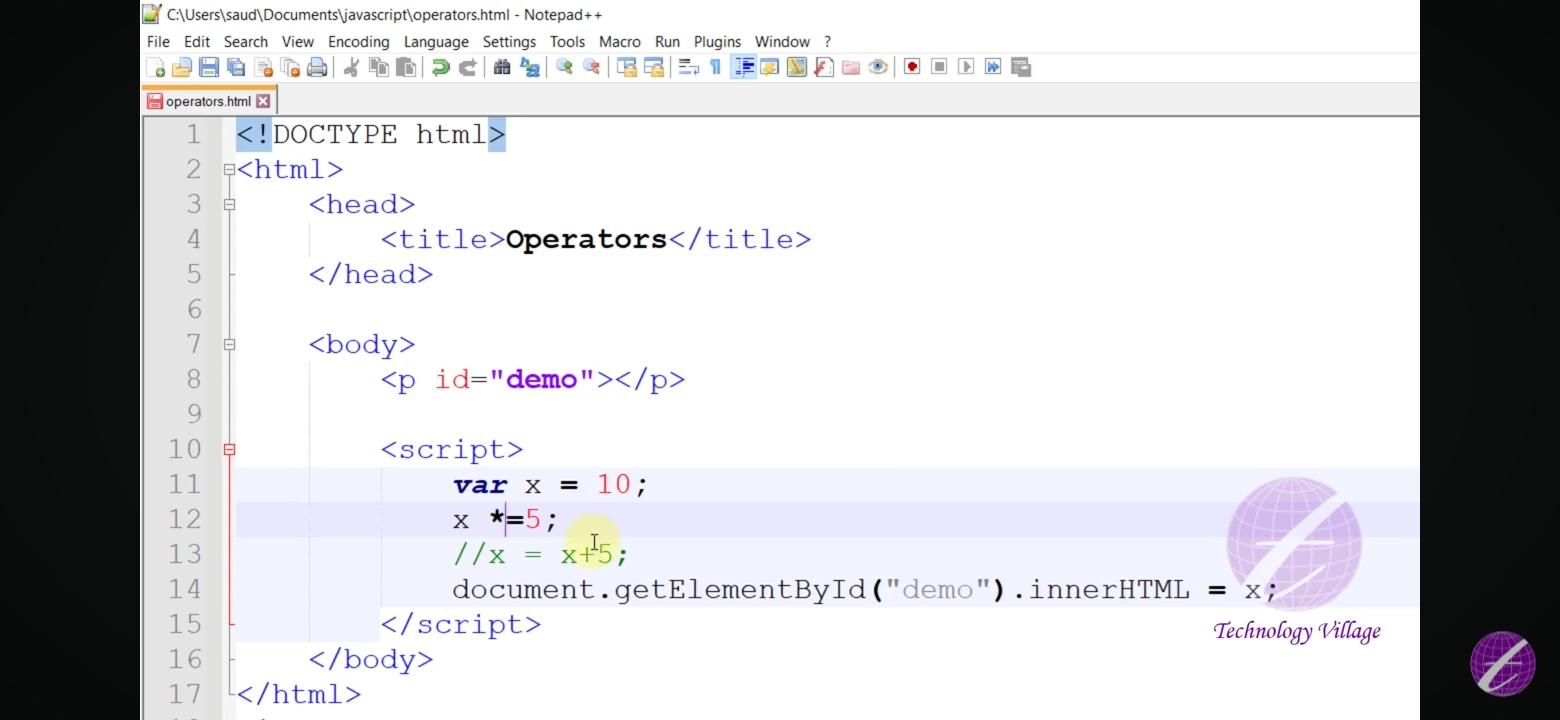 C:\Users\saud\Documents\javascript\operators.html - Notepad++
File Edit Search View Encoding Language Settings Tools Macro Run Plugins Window ?
operators.html
1 <!DOCTYPE html>
2 <html>
3 <head>
4 <title>Operators</title>
5 </head>
6
7 <body>
8 <p id="demo"></p>
9
10 <script>
11 var x = 10;
12 x *=5;
13 //x = x+5;
14 document.getElementById("demo").innerHTML = x;
15 </script>
16 </body>
17 </html>
Technology Village